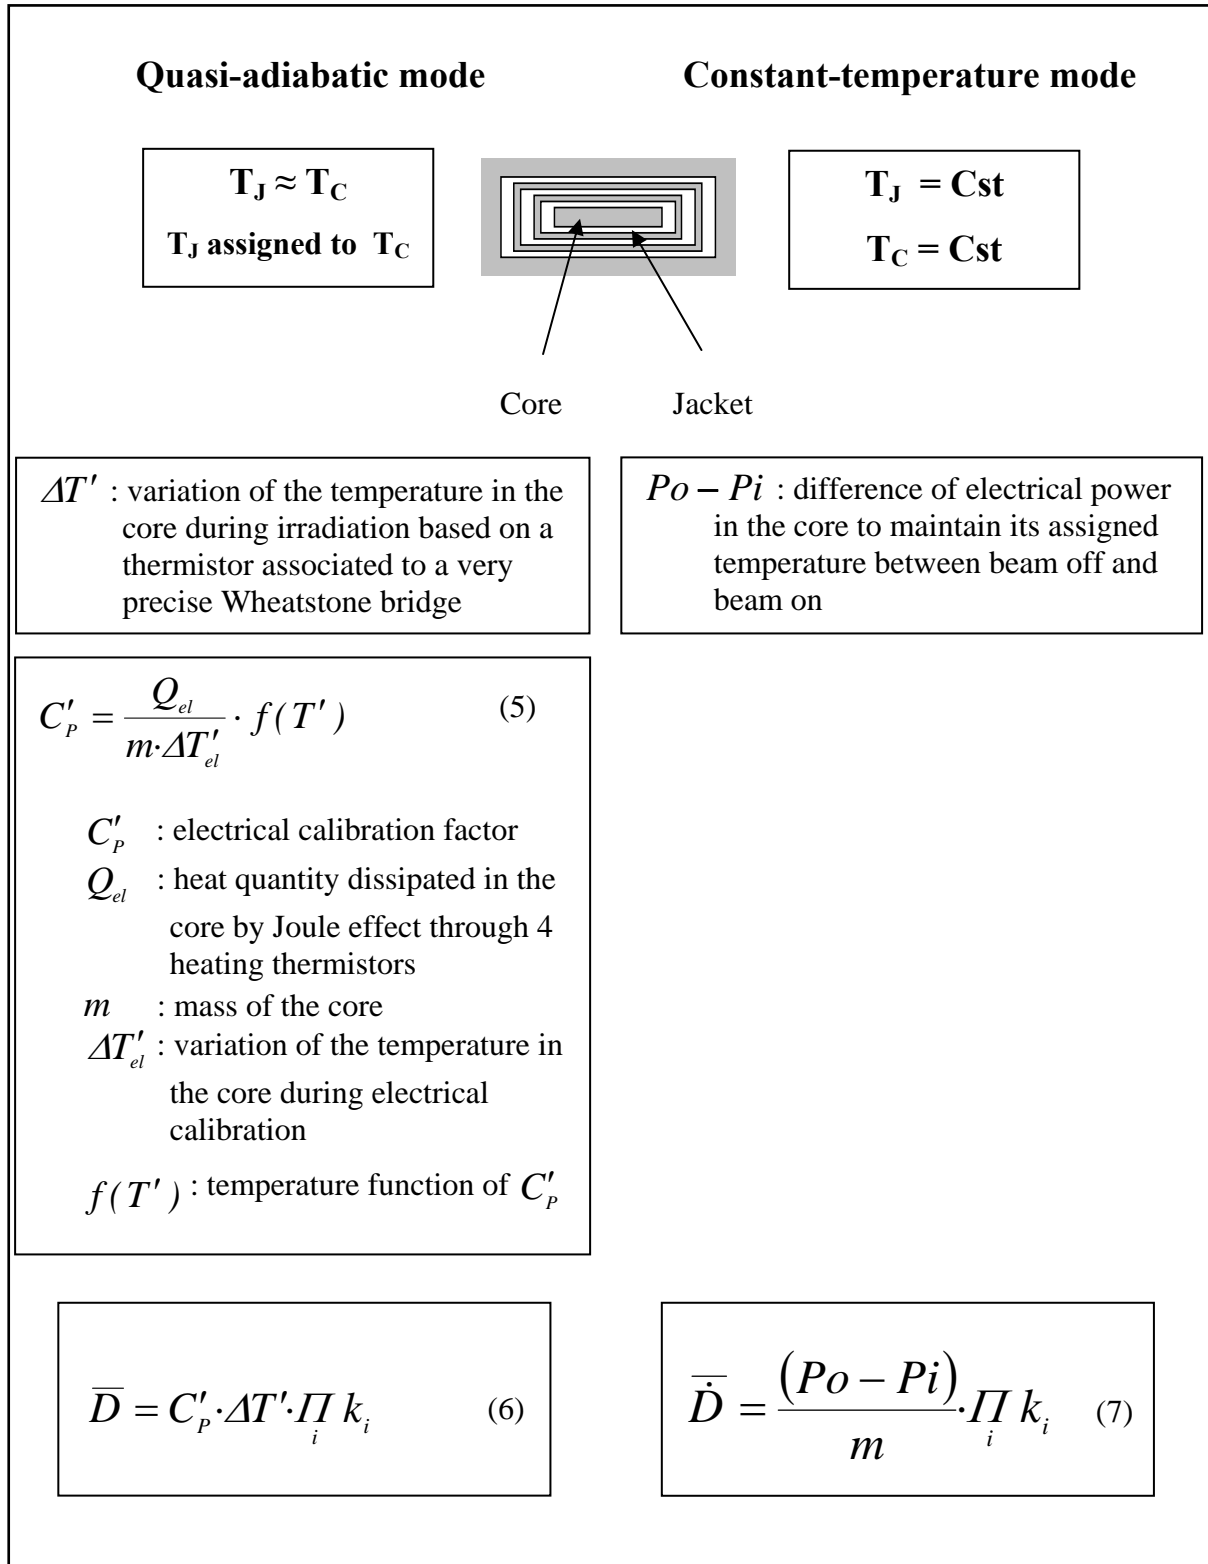 Quasi-adiabatic mode
Constant-temperature mode
T_J ≈ T_C
T_J assigned to T_C
T_J = Cst
T_C = Cst
Core
Jacket
ΔT′ : variation of the temperature in the
core during irradiation based on a
thermistor associated to a very
precise Wheatstone bridge
Po − Pi : difference of electrical power
in the core to maintain its assigned
temperature between beam off and
beam on
C′_P = Q_el / (m·ΔT′_el) · f(T′) (5)
C′_P : electrical calibration factor
Q_el : heat quantity dissipated in the
core by Joule effect through 4
heating thermistors
m : mass of the core
ΔT′_el : variation of the temperature in
the core during electrical
calibration
f(T′) : temperature function of C′_P
D̅ = C′_P·ΔT′·Π_i k_i (6)
D̅̇ = (Po − Pi) / m · Π_i k_i (7)